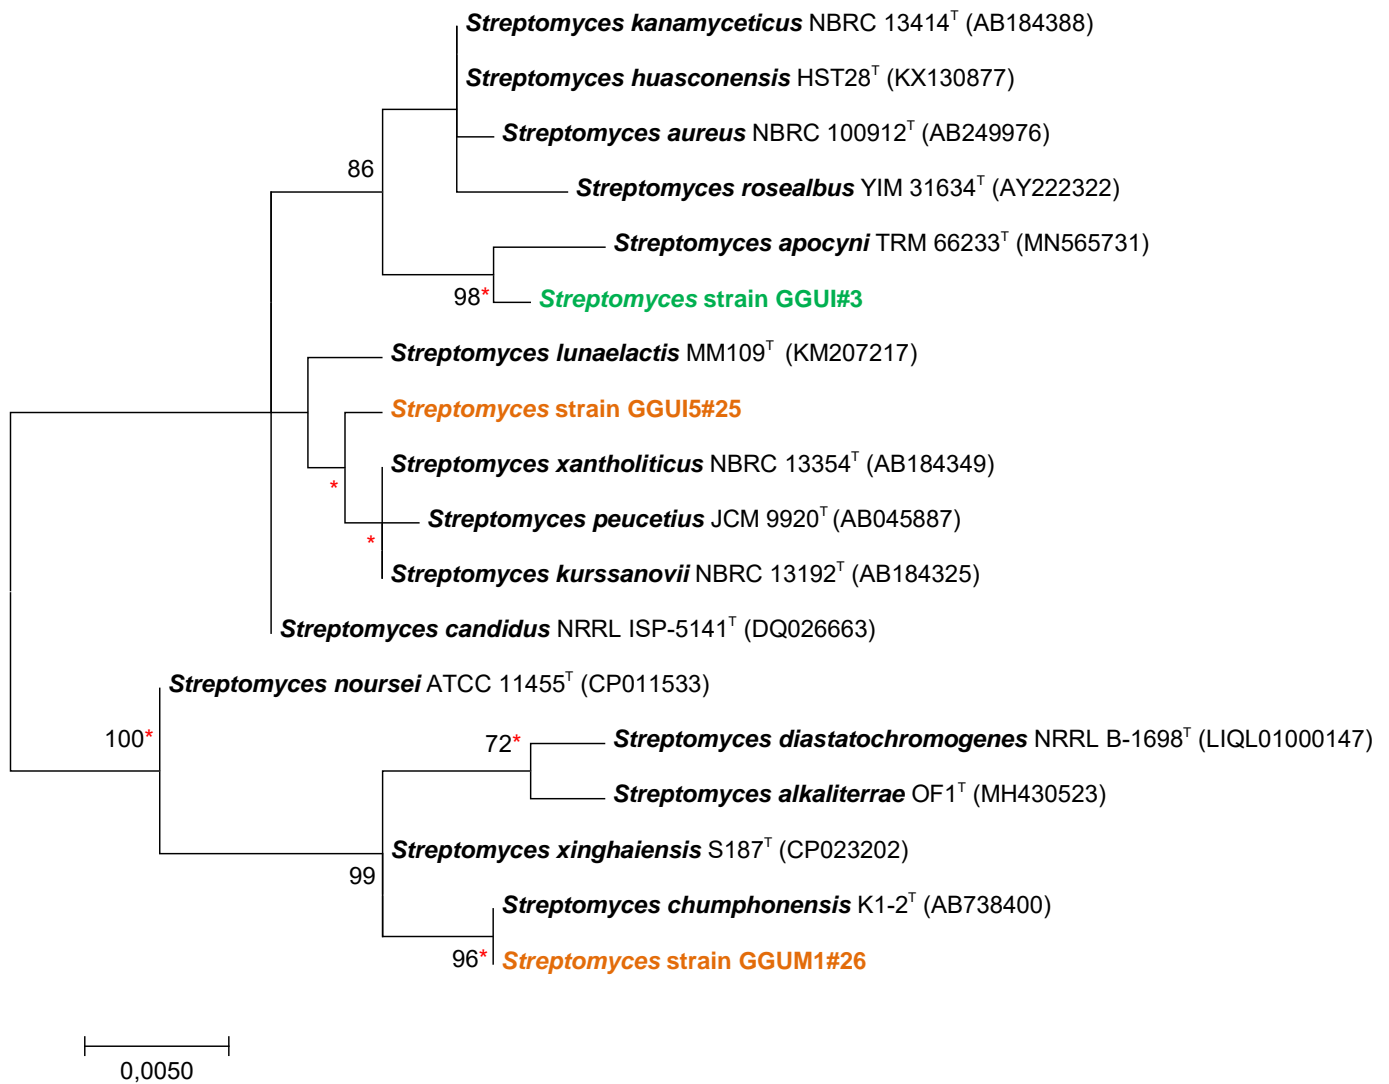 Streptomyces kanamyceticus NBRC 13414T (AB184388)
Streptomyces huasconensis HST28T (KX130877)
Streptomyces aureus NBRC 100912T (AB249976)
86
Streptomyces rosealbus YIM 31634T (AY222322)
Streptomyces apocyni TRM 66233T (MN565731)
98* Streptomyces strain GGUI#3
Streptomyces lunaelactis MM109T (KM207217)
Streptomyces strain GGUI5#25
Streptomyces xantholiticus NBRC 13354T (AB184349)
*
Streptomyces peucetius JCM 9920T (AB045887)
*
Streptomyces kurssanovii NBRC 13192T (AB184325)
Streptomyces candidus NRRL ISP-5141T (DQ026663)
Streptomyces noursei ATCC 11455T (CP011533)
100* 72* Streptomyces diastatochromogenes NRRL B-1698T (LIQL01000147)
Streptomyces alkaliterrae OF1T (MH430523)
Streptomyces xinghaiensis S187T (CP023202)
99
Streptomyces chumphonensis K1-2T (AB738400)
96* Streptomyces strain GGUM1#26
0,0050